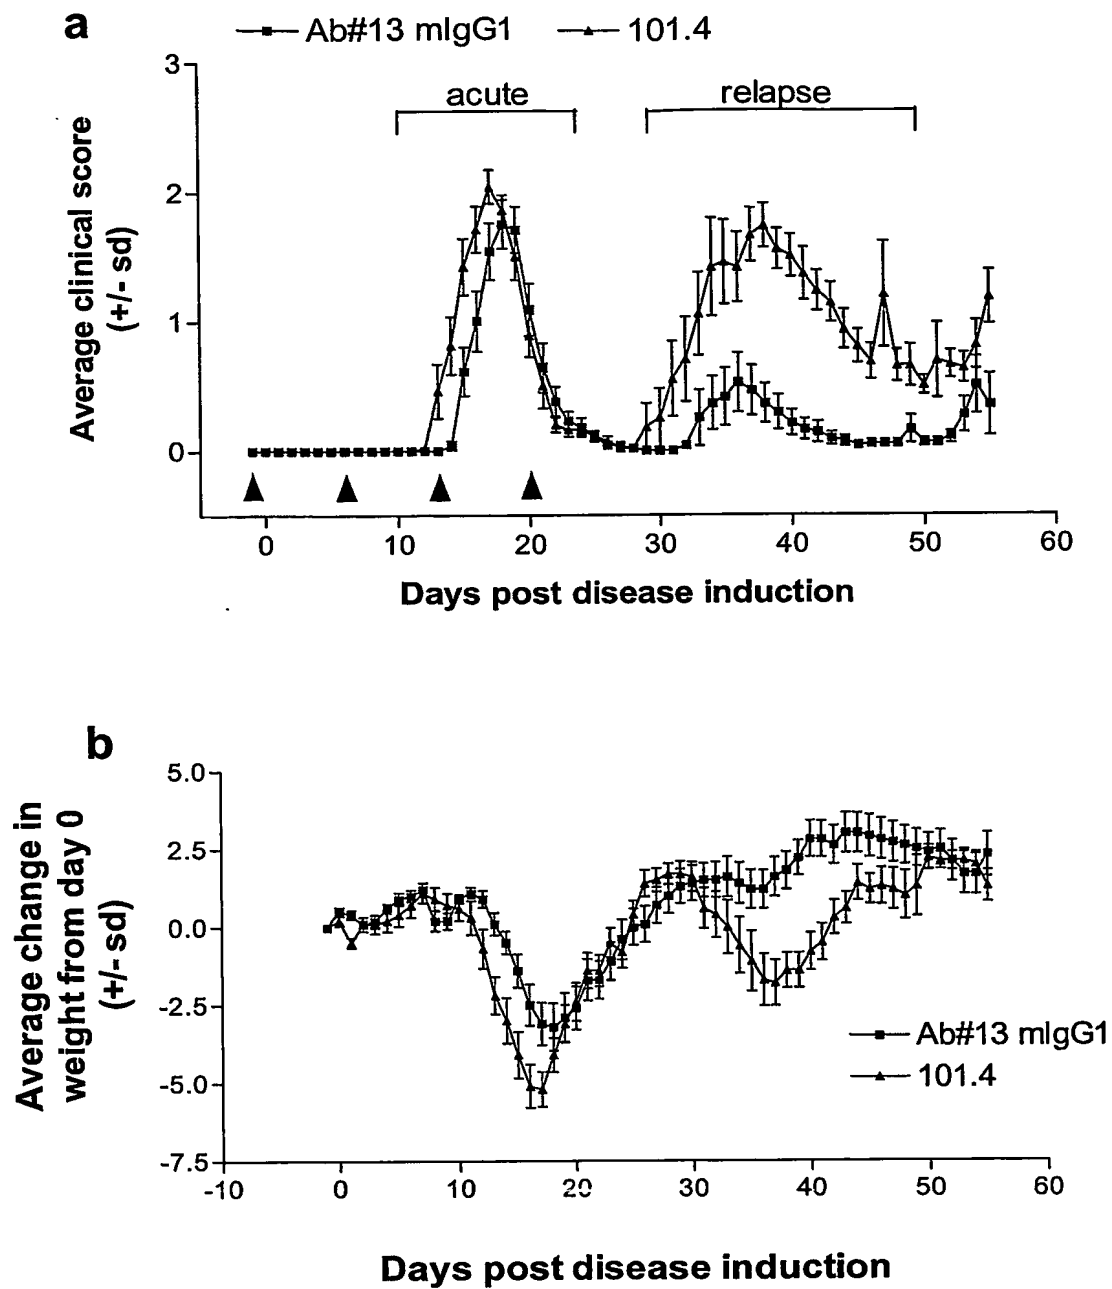 a
Ab#13 mIgG1 101.4
3
acute relapse
Average clinical score
(+/- sd)
2
1
0
0 10 20 30 40 50 60
Days post disease induction
b
5.0
Average change in
weight from day 0
(+/- sd)
2.5
0.0
-2.5
Ab#13 mIgG1
101.4
-5.0
-7.5
-10 0 10 20 30 40 50 60
Days post disease induction